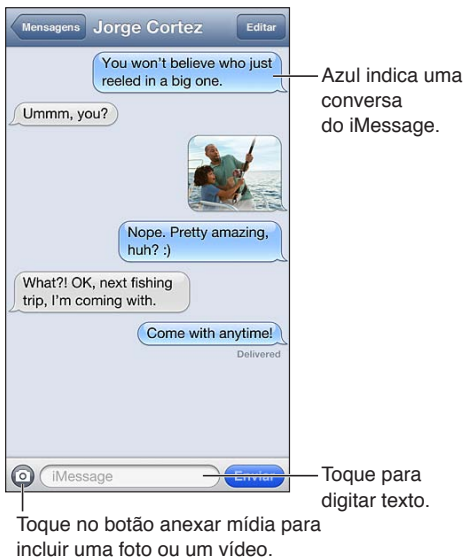 Mensagens Jorge Cortez Editar
You won't believe who just
reeled in a big one.
Azul indica uma
conversa
do iMessage.
Ummm, you?
Nope. Pretty amazing,
huh? :)
What?! OK, next fishing
trip, I'm coming with.
Come with anytime!
Delivered
iMessage Enviar
Toque para
digitar texto.
Toque no botão anexar mídia para
incluir uma foto ou um vídeo.